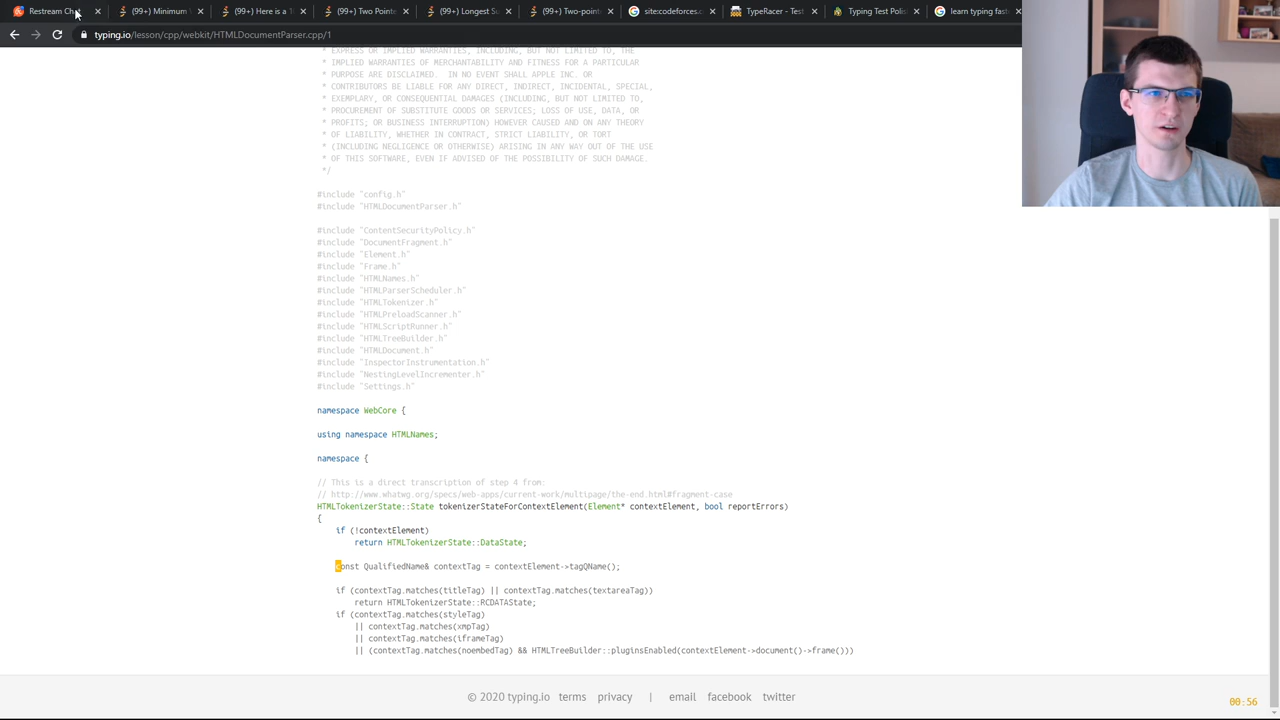 Restream Chat
(99+) Minimum
(99+) Here is a
(99+) Two Point
(99+) Longest Su
(99+) Two-point
sitecodeforces.c
TypeRacer - Test
Typing Test Pol
learn typing fast
typing.io/lesson/cpp/webkit/HTMLDocumentParser.cpp/1
* EXPRESS OR IMPLIED WARRANTIES, INCLUDING, BUT NOT LIMITED TO, THE
* IMPLIED WARRANTIES OF MERCHANTABILITY AND FITNESS FOR A PARTICULAR
* PURPOSE ARE DISCLAIMED. IN NO EVENT SHALL APPLE INC. OR
* CONTRIBUTORS BE LIABLE FOR ANY DIRECT, INDIRECT, INCIDENTAL, SPECIAL,
* EXEMPLARY, OR CONSEQUENTIAL DAMAGES (INCLUDING, BUT NOT LIMITED TO,
* PROCUREMENT OF SUBSTITUTE GOODS OR SERVICES; LOSS OF USE, DATA, OR
* PROFITS; OR BUSINESS INTERRUPTION) HOWEVER CAUSED AND ON ANY THEORY
* OF LIABILITY, WHETHER IN CONTRACT, STRICT LIABILITY, OR TORT
* (INCLUDING NEGLIGENCE OR OTHERWISE) ARISING IN ANY WAY OUT OF THE USE
* OF THIS SOFTWARE, EVEN IF ADVISED OF THE POSSIBILITY OF SUCH DAMAGE.
*/
#include "config.h"
#include "HTMLDocumentParser.h"
#include "ContentSecurityPolicy.h"
#include "DocumentFragment.h"
#include "Element.h"
#include "Frame.h"
#include "HTMLNames.h"
#include "HTMLParserScheduler.h"
#include "HTMLTokenizer.h"
#include "HTMLPreloadScanner.h"
#include "HTMLScriptRunner.h"
#include "HTMLTreeBuilder.h"
#include "HTMLDocument.h"
#include "InspectorInstrumentation.h"
#include "NestingLevelIncrementer.h"
#include "Settings.h"
namespace WebCore {
using namespace HTMLNames;
namespace {
// This is a direct transcription of step 4 from:
// http://www.whatwg.org/specs/web-apps/current-work/multipage/the-end.html#fragment-case
HTMLTokenizerState::State tokenizerStateForContextElement(Element* contextElement, bool reportErrors)
{
if (!contextElement)
return HTMLTokenizerState::DataState;
const QualifiedName& contextTag = contextElement->tagQName();
if (contextTag.matches(titleTag) || contextTag.matches(textareaTag))
return HTMLTokenizerState::RCDATAState;
if (contextTag.matches(styleTag)
|| contextTag.matches(xmpTag)
|| contextTag.matches(iframeTag)
|| (contextTag.matches(noembedTag) && HTMLTreeBuilder::pluginsEnabled(contextElement->document()->frame()))
© 2020 typing.io terms privacy | email facebook twitter
00:56